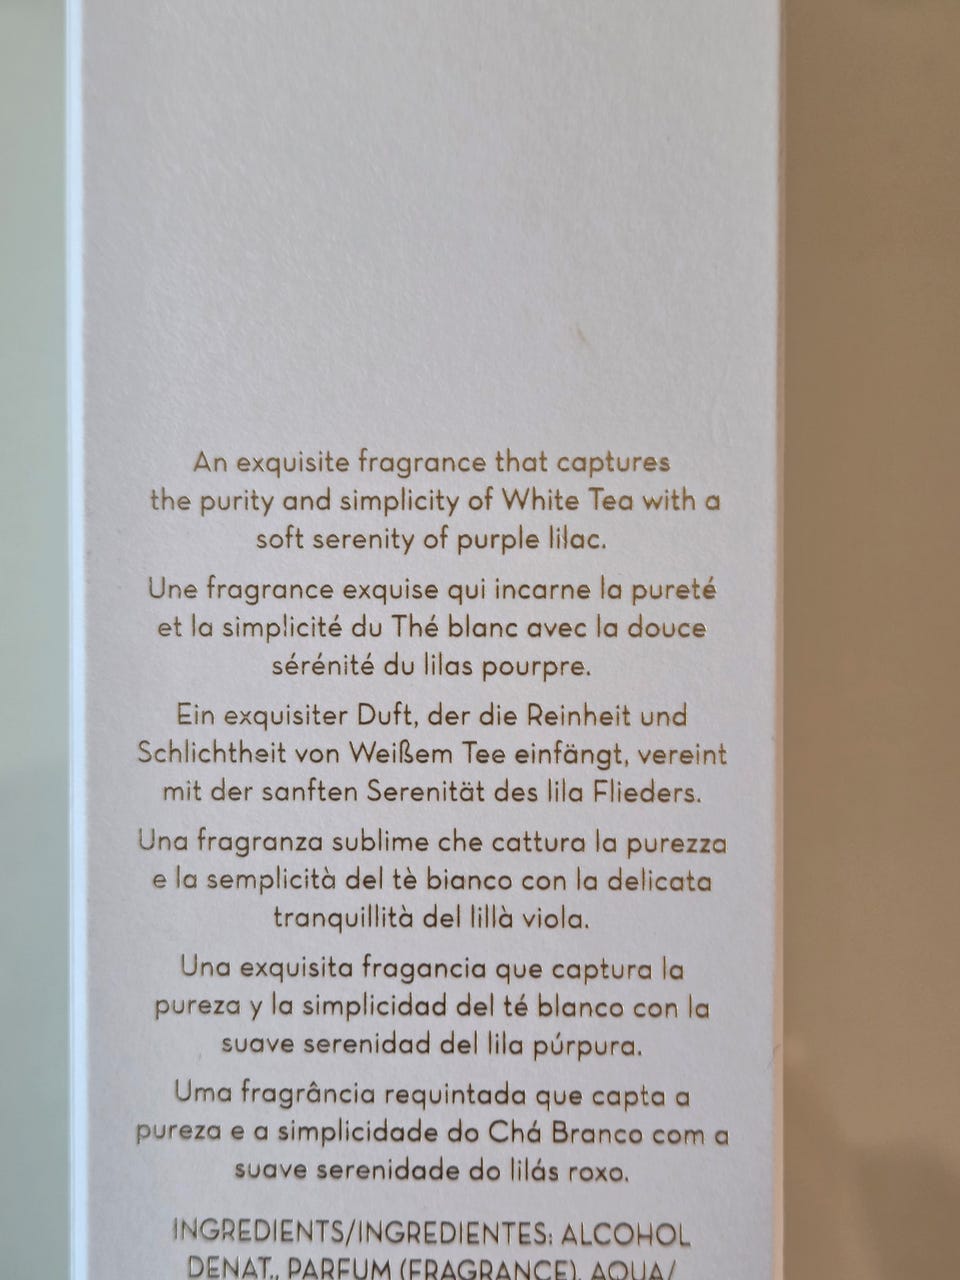 An exquisite fragrance that captures
the purity and simplicity of White Tea with a
soft serenity of purple lilac.
Une fragrance exquise qui incarne la pureté
et la simplicité du Thé blanc avec la douce
sérénité du lilas pourpre.
Ein exquisiter Duft, der die Reinheit und
Schlichtheit von Weißem Tee einfängt, vereint
mit der sanften Serenität des lila Flieders.
Una fragranza sublime che cattura la purezza
e la semplicità del tè bianco con la delicata
tranquillità del lillà viola.
Una exquisita fragancia que captura la
pureza y la simplicidad del té blanco con la
suave serenidad del lila púrpura.
Uma fragrância requintada que capta a
pureza e a simplicidade do Chá Branco com a
suave serenidade do lilás roxo.
INGREDIENTS/INGREDIENTES: ALCOHOL
DENAT., PARFUM (FRAGRANCE), AQUA/